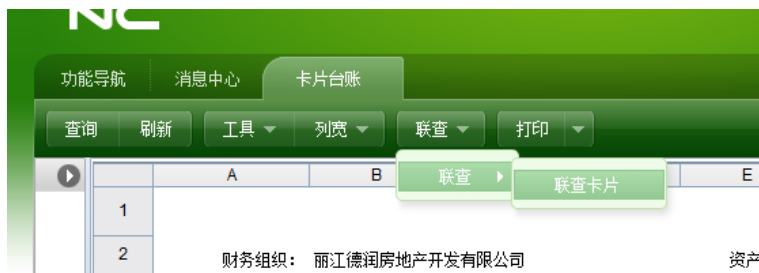 NC
功能导航 消息中心 卡片台账
查询 刷新 工具 列宽 联查 打印
联查 联查卡片
A B E
1
2 财务组织： 丽江德润房地产开发有限公司 资产